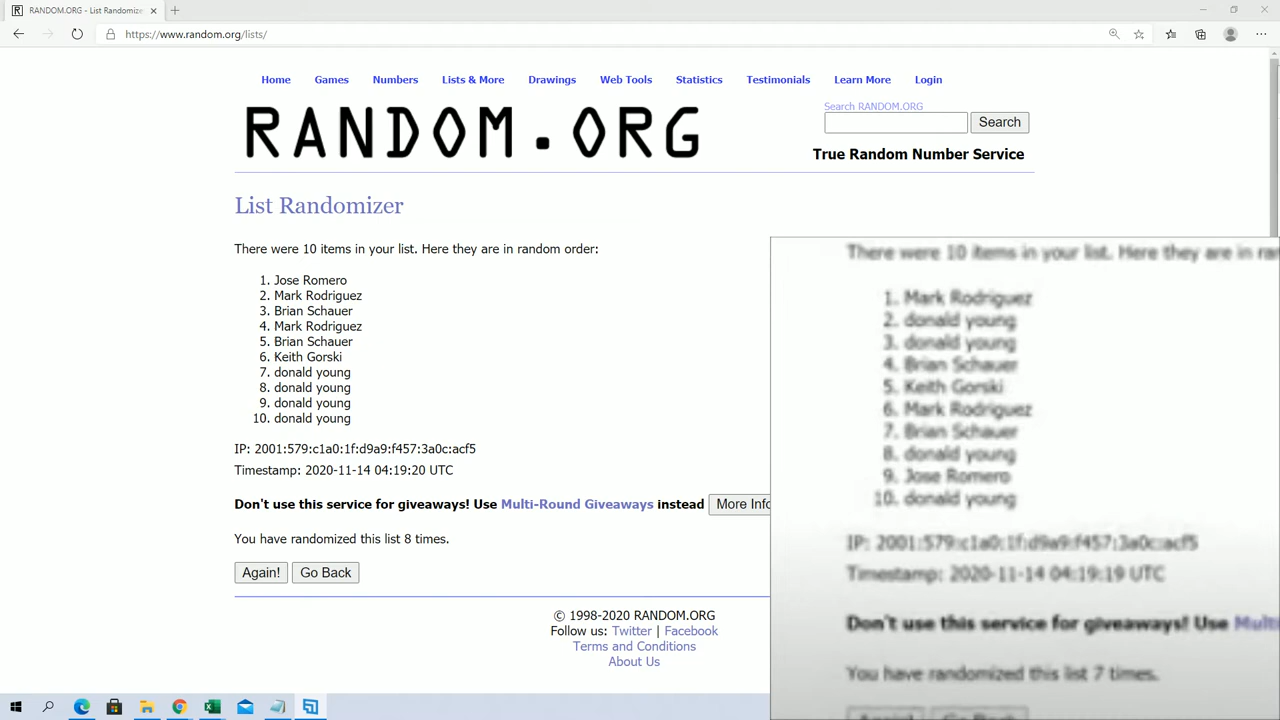 RANDOM.ORG - List Randomize
https://www.random.org/lists/
Home Games Numbers Lists & More Drawings Web Tools Statistics Testimonials Learn More Login
Search RANDOM.ORG
RANDOM.ORG
Search
True Random Number Service
List Randomizer
There were 10 items in your list. Here they are in random order:
1. Jose Romero
2. Mark Rodriguez
3. Brian Schauer
4. Mark Rodriguez
5. Brian Schauer
6. Keith Gorski
7. donald young
8. donald young
9. donald young
10. donald young
IP: 2001:579:c1a0:1f:d9a9:f457:3a0c:acf5
Timestamp: 2020-11-14 04:19:20 UTC
Don't use this service for giveaways! Use Multi-Round Giveaways instead More Info
You have randomized this list 8 times.
Again! Go Back
© 1998-2020 RANDOM.ORG
Follow us: Twitter | Facebook
Terms and Conditions
About Us
There were 10 items in your list. Here they are in ran
1. Mark Rodriguez
2. donald young
3. donald young
4. Brian Schauer
5. Keith Gorski
6. Mark Rodriguez
7. Brian Schauer
8. donald young
9. Jose Romero
10. donald young
IP: 2001:579:c1a0:1f:d9a9:f457:3a0c:acf5
Timestamp: 2020-11-14 04:19:19 UTC
Don't use this service for giveaways! Use Multi
You have randomized this list 7 times.
Again! Go Back